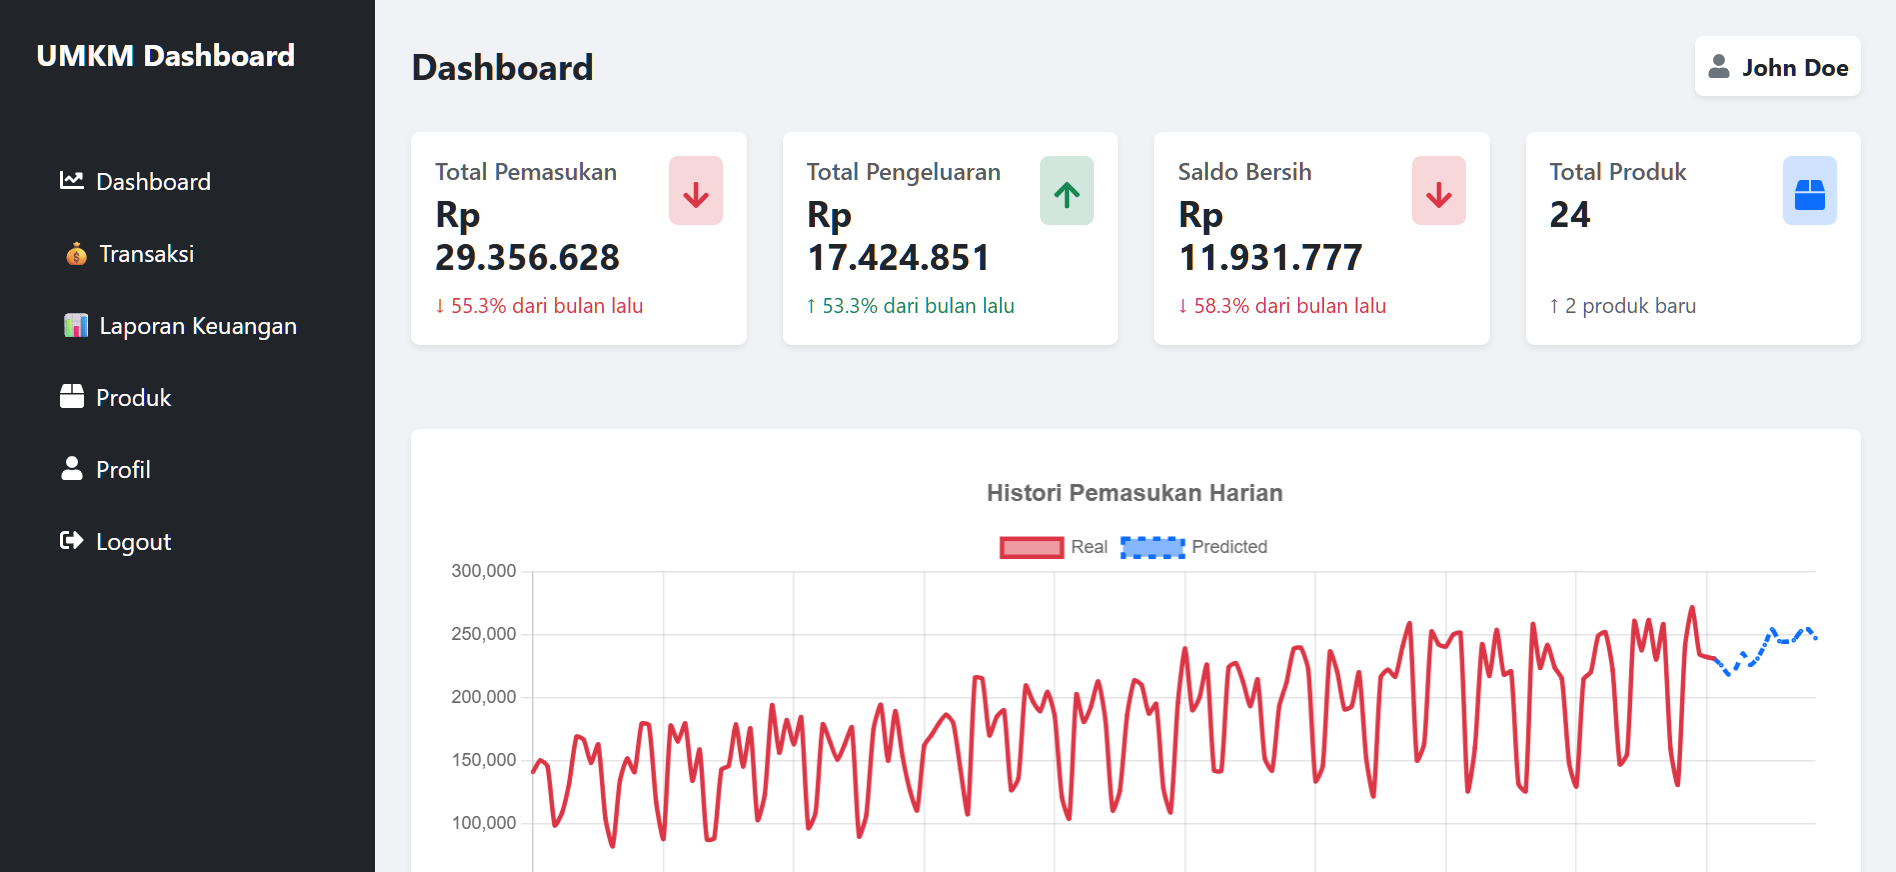 UMKM Dashboard
Dashboard
Transaksi
Laporan Keuangan
Produk
Profil
Logout
Dashboard
John Doe
Total Pemasukan
Rp
29.356.628
↓ 55.3% dari bulan lalu
Total Pengeluaran
Rp
17.424.851
↑ 53.3% dari bulan lalu
Saldo Bersih
Rp
11.931.777
↓ 58.3% dari bulan lalu
Total Produk
24
↑ 2 produk baru
Histori Pemasukan Harian
Real Predicted
300,000
250,000
200,000
150,000
100,000